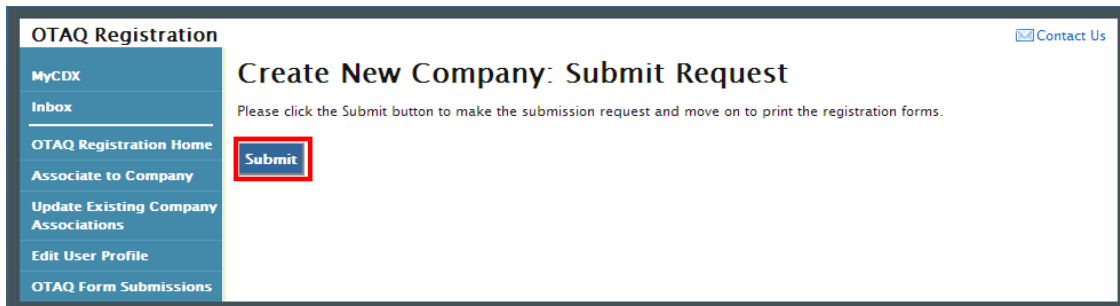 OTAQ Registration
Contact Us
MyCDX
Inbox
OTAQ Registration Home
Associate to Company
Update Existing Company
Associations
Edit User Profile
OTAQ Form Submissions
Create New Company: Submit Request
Please click the Submit button to make the submission request and move on to print the registration forms.
Submit